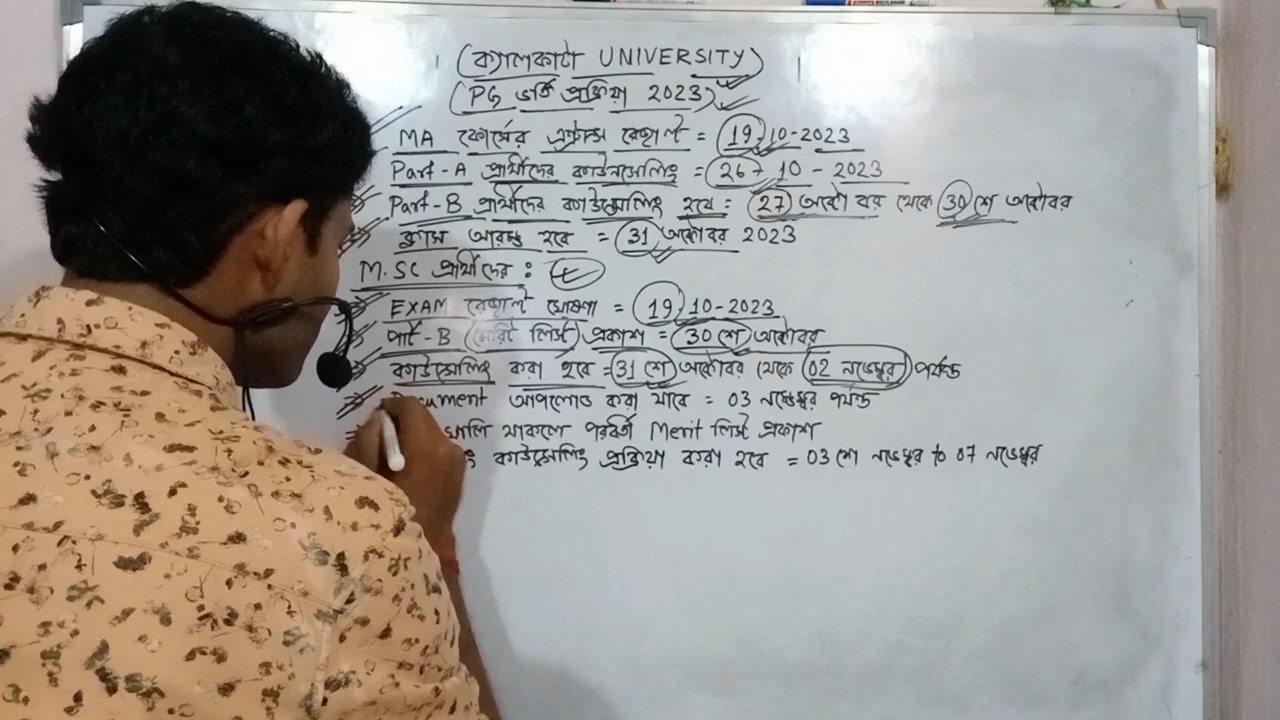 (ক্যালকাটা UNIVERSITY)
(PG ভর্তি প্রক্রিয়া 2023)
MA কোর্সের এন্ট্রান্স রেজাল্ট = 19-10-2023
Part-A প্রার্থীদের কাউনসেলিং = 26 10 - 2023
Part-B প্রার্থীদের কাউন্সেলিং হবে : 27 অক্টোবর থেকে 30 শে অক্টোবর
ক্লাস আরম্ভ হবে = 31 অক্টোবর 2023
M.SC প্রার্থীদের :
EXAM রেজাল্ট ঘোষণা = 19 10-2023
পার্ট-B (মেরিট লিস্ট) প্রকাশ = 30 শে অক্টোবর
কাউন্সেলিং করা হবে = 31 শে অক্টোবর থেকে 02 নভেম্বর পর্যন্ত
Document আপলোড করা যাবে = 03 নভেম্বর পর্যন্ত
খালি থাকলে পরবর্তী Merit লিস্ট প্রকাশ
কাউন্সেলিং প্রক্রিয়া করা হবে = 03 শে নভেম্বর to 07 নভেম্বর